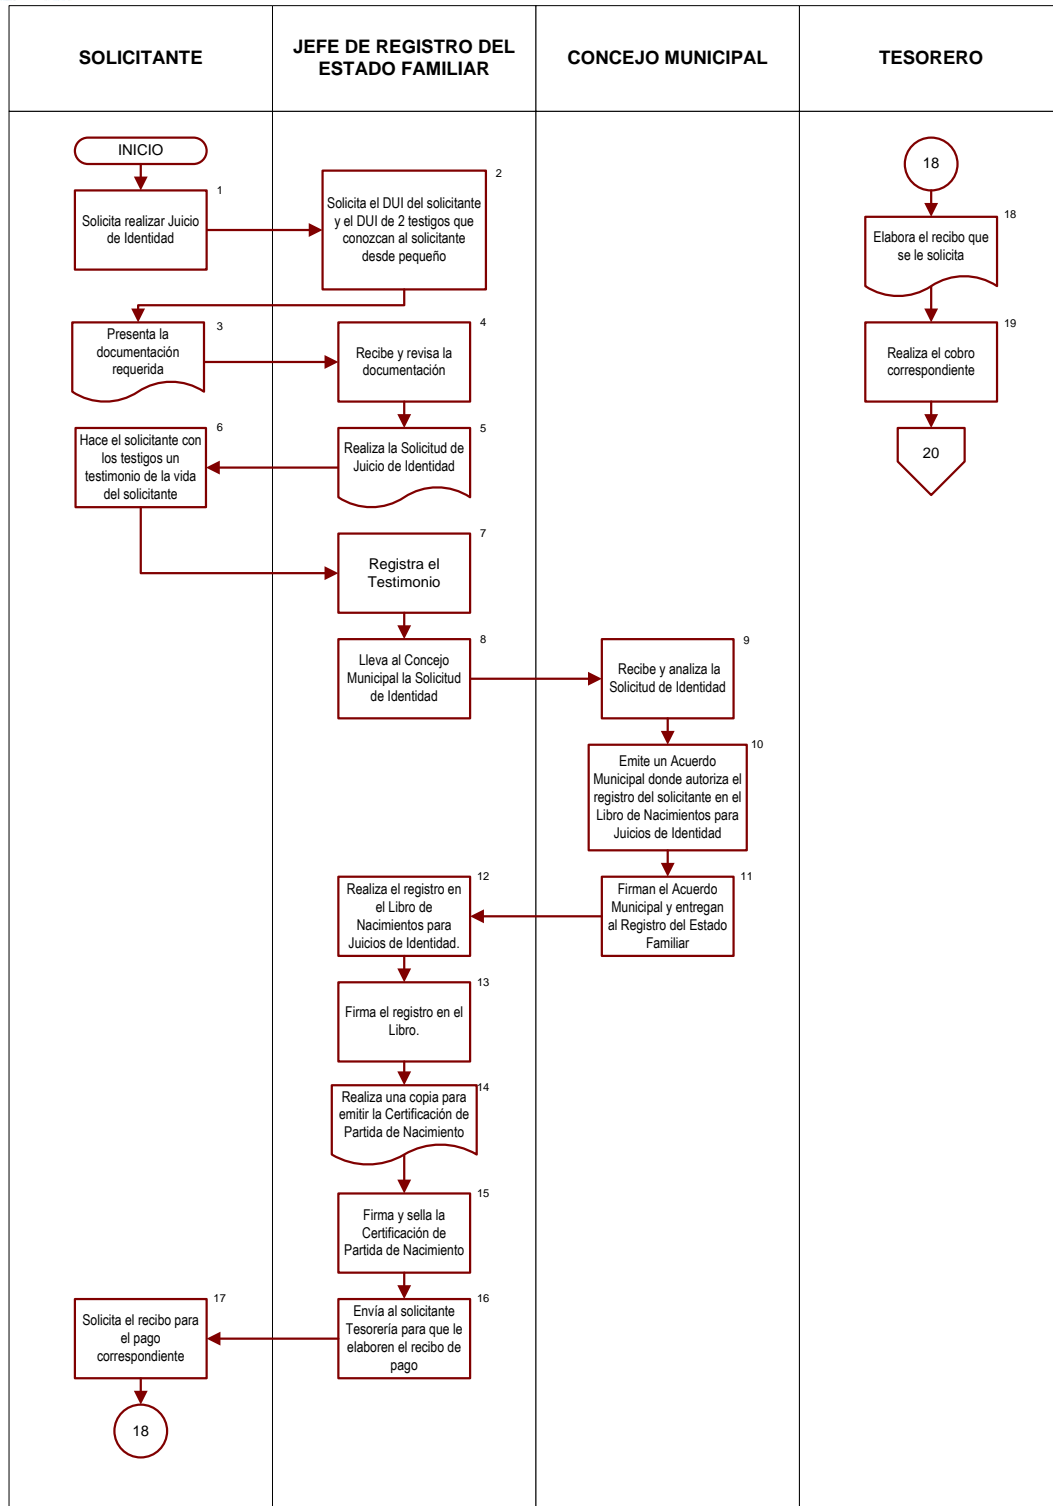 SOLICITANTE
JEFE DE REGISTRO DEL
ESTADO FAMILIAR
CONCEJO MUNICIPAL
TESORERO
INICIO
1
Solicita realizar Juicio
de Identidad
2
Solicita el DUI del solicitante
y el DUI de 2 testigos que
conozcan al solicitante
desde pequeño
3
Presenta la
documentación
requerida
4
Recibe y revisa la
documentación
5
Realiza la Solicitud de
Juicio de Identidad
6
Hace el solicitante con
los testigos un
testimonio de la vida
del solicitante
7
Registra el
Testimonio
8
Lleva al Concejo
Municipal la Solicitud
de Identidad
9
Recibe y analiza la
Solicitud de Identidad
10
Emite un Acuerdo
Municipal donde autoriza el
registro del solicitante en el
Libro de Nacimientos para
Juicios de Identidad
11
Firman el Acuerdo
Municipal y entregan
al Registro del Estado
Familiar
12
Realiza el registro en
el Libro de
Nacimientos para
Juicios de Identidad.
13
Firma el registro en el
Libro.
14
Realiza una copia para
emitir la Certificación de
Partida de Nacimiento
15
Firma y sella la
Certificación de
Partida de Nacimiento
16
Envía al solicitante
Tesorería para que le
elaboren el recibo de
pago
17
Solicita el recibo para
el pago
correspondiente
18
18
18
Elabora el recibo que
se le solicita
19
Realiza el cobro
correspondiente
20